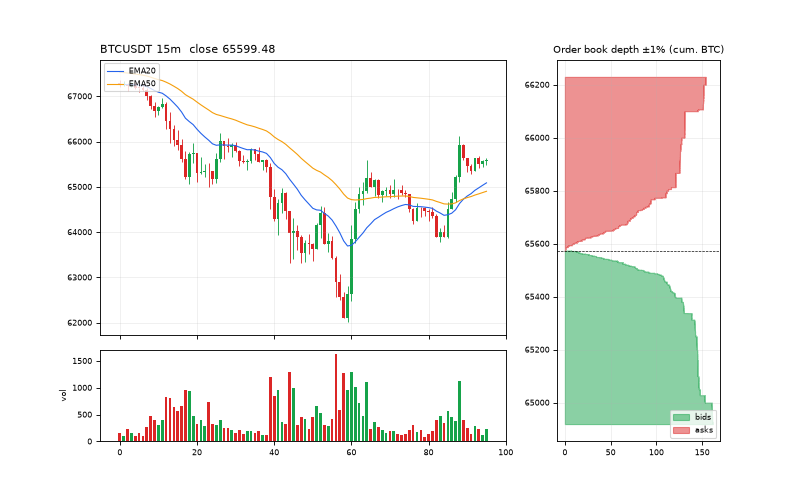 BTCUSDT 15m  close 65599.48
EMA20
EMA50
67000
66000
65000
64000
63000
62000
1500
1000
500
0
vol
0 20 40 60 80 100
Order book depth ±1% (cum. BTC)
66200
66000
65800
65600
65400
65200
65000
bids
asks
0 50 100 150